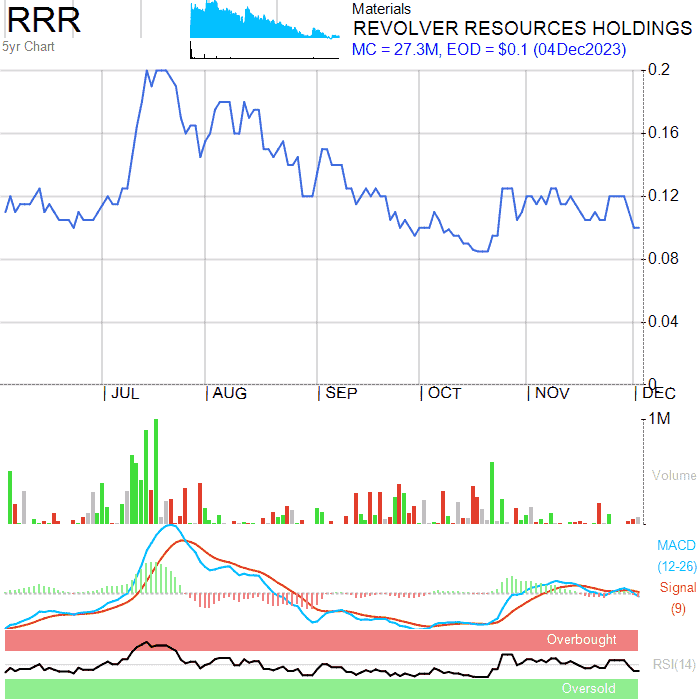 RRR
5yr Chart
Materials
REVOLVER RESOURCES HOLDINGS
MC = 27.3M, EOD = $0.1 (04Dec2023)
0.2
0.16
0.12
0.08
0.04
0
JUL AUG SEP OCT NOV DEC
1M
Volume
MACD
(12-26)
Signal
(9)
Overbought
RSI(14)
Oversold